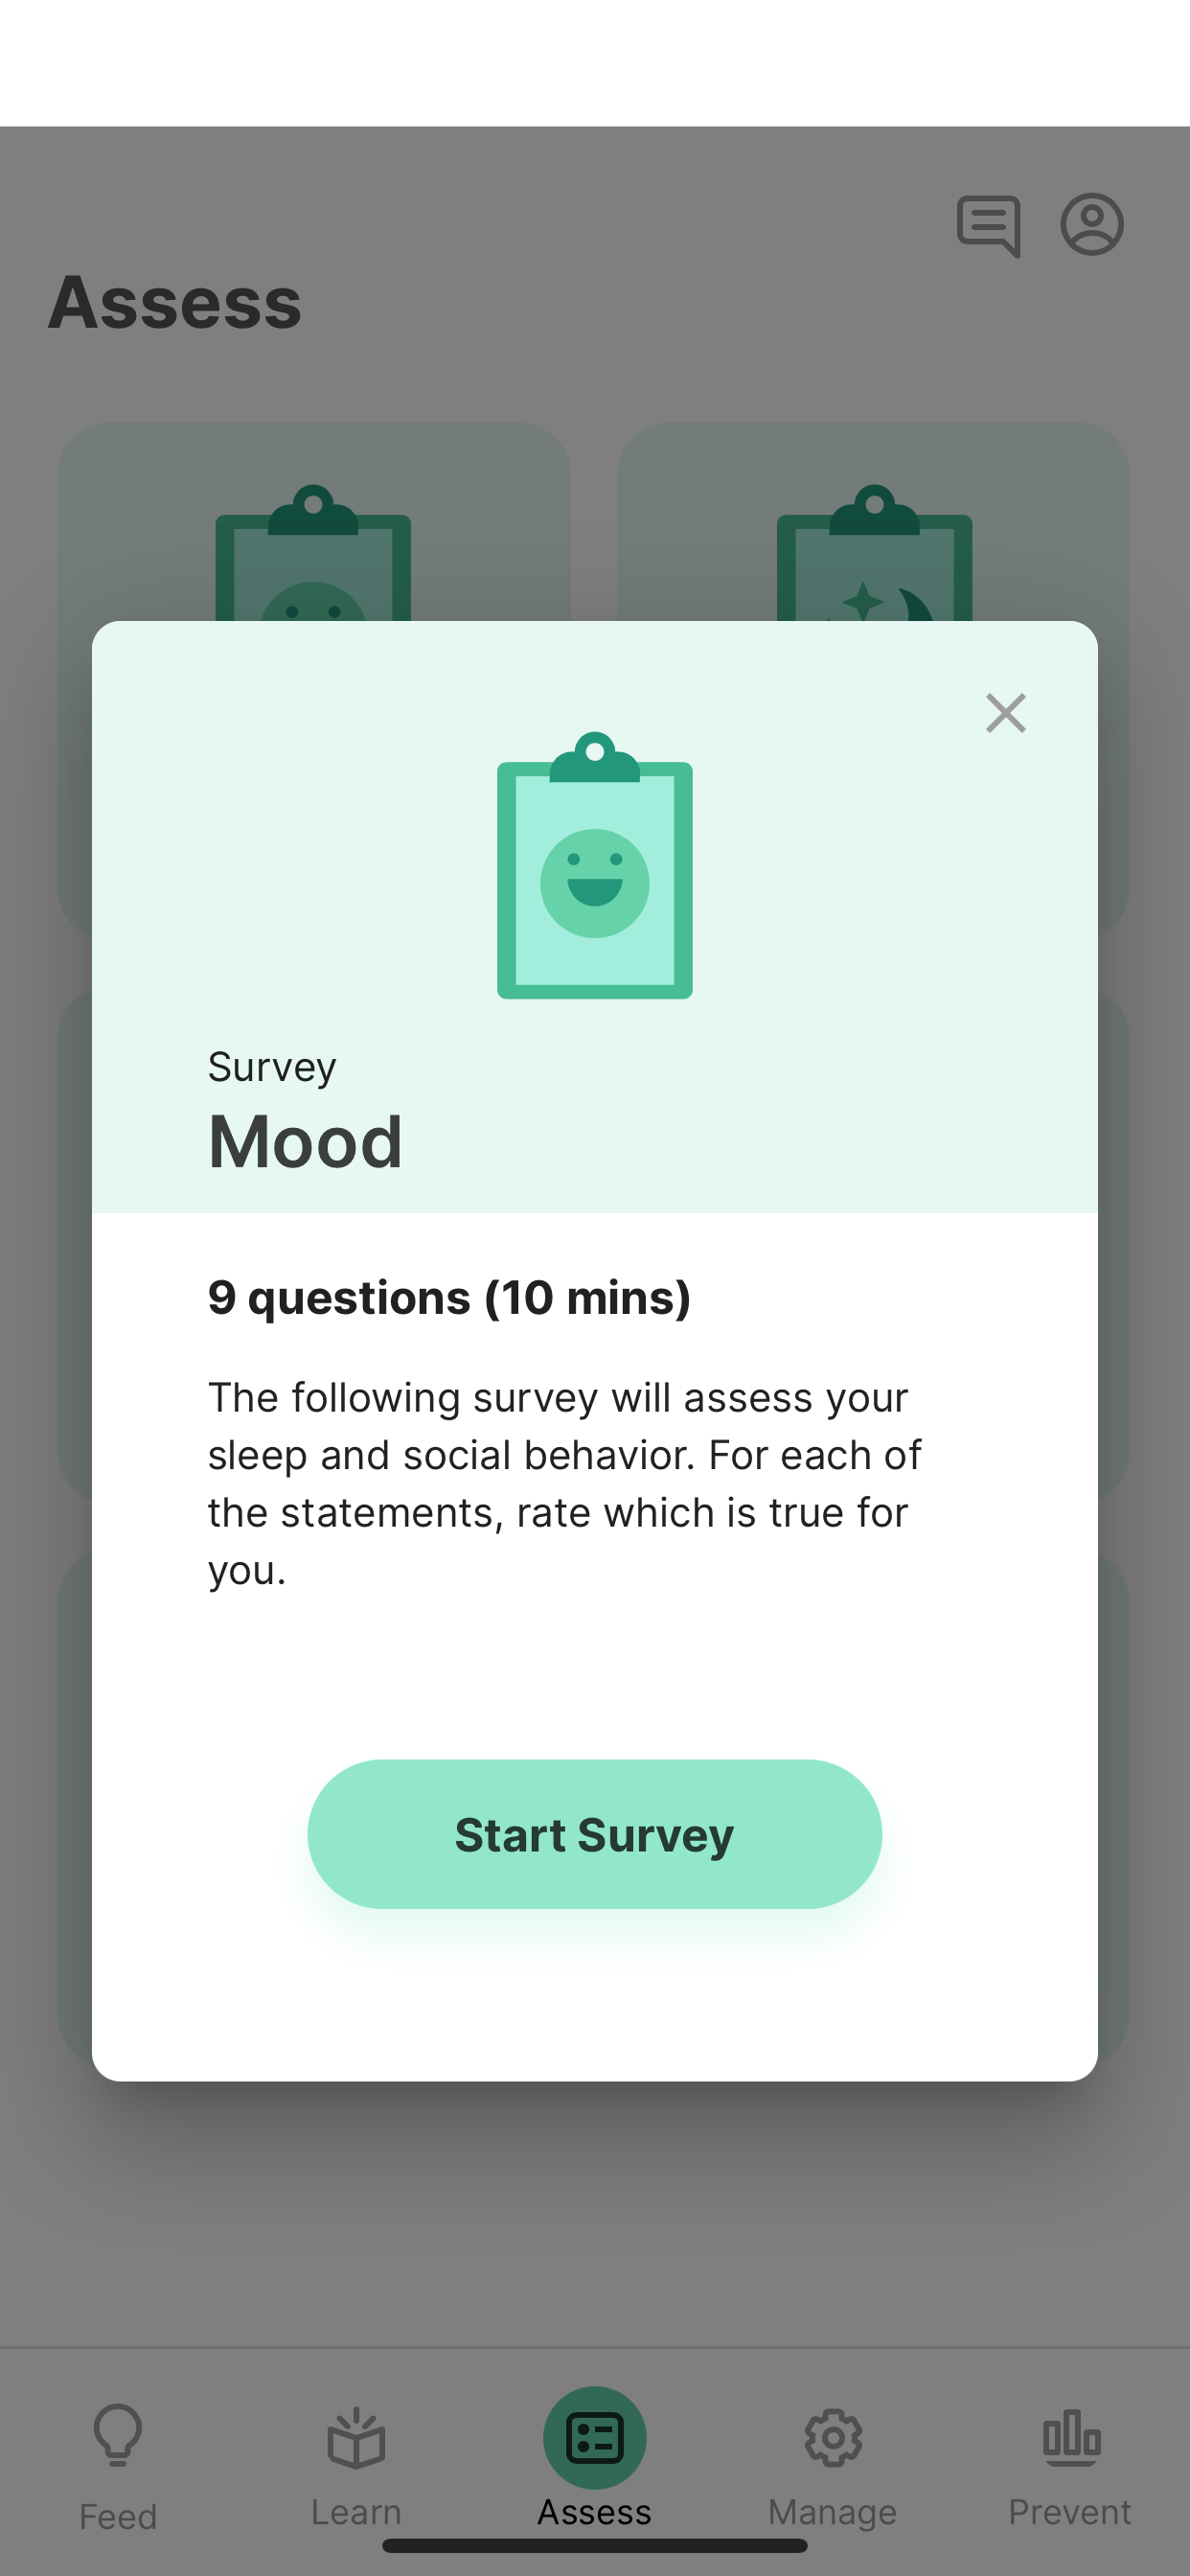 Assess
Survey
Mood
9 questions (10 mins)
The following survey will assess your
sleep and social behavior. For each of
the statements, rate which is true for
you.
Start Survey
Feed
Learn
Assess
Manage
Prevent